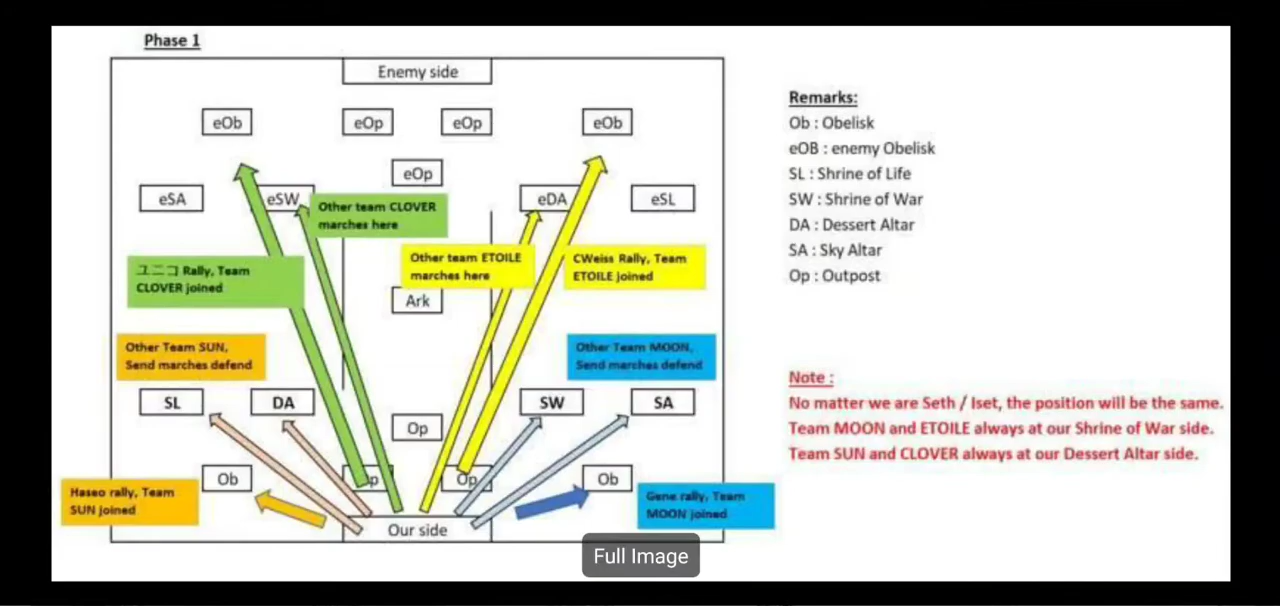 Phase 1
Enemy side
eOb
eOp
eOp
eOb
eOp
eSA
eSW
eDA
eSL
Other team CLOVER
marches here
Other team ETOILE
marches here
CWeiss Rally, Team
ETOILE joined
ユニコ Rally, Team
CLOVER joined
Ark
Other Team SUN,
Send marches defend
Other Team MOON,
Send marches defend
SL
DA
SW
SA
Op
Ob
Op
Ob
Haseo rally, Team
SUN joined
Gene rally, Team
MOON joined
Our side
Remarks:
Ob : Obelisk
eOB : enemy Obelisk
SL : Shrine of Life
SW : Shrine of War
DA : Dessert Altar
SA : Sky Altar
Op : Outpost
Note :
No matter we are Seth / Iset, the position will be the same.
Team MOON and ETOILE always at our Shrine of War side.
Team SUN and CLOVER always at our Dessert Altar side.
Full Image